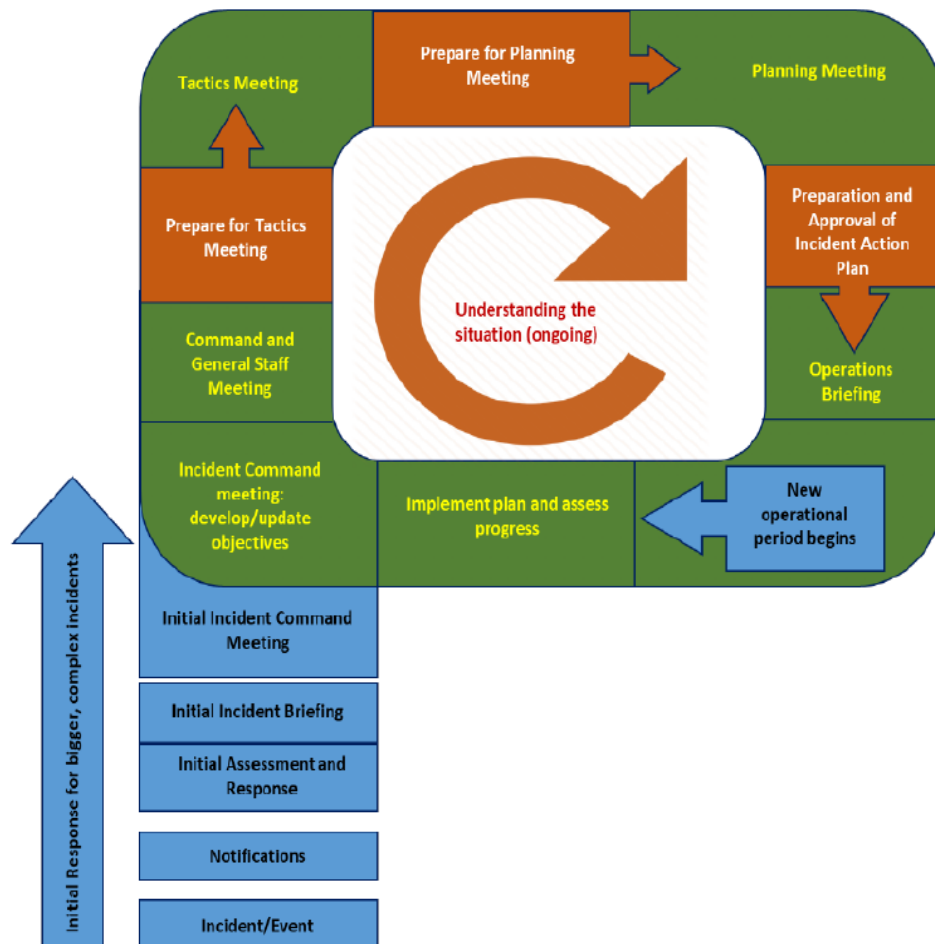 Prepare for Planning
Meeting
Tactics Meeting
Planning Meeting
Prepare for Tactics
Meeting
Preparation and
Approval of
Incident Action
Plan
Understanding the
situation (ongoing)
Command and
General Staff
Meeting
Operations
Briefing
Incident Command
meeting:
develop/update
objectives
Implement plan and assess
progress
New
operational
period begins
Initial Incident Command
Meeting
Initial Incident Briefing
Initial Assessment and
Response
Notifications
Incident/Event
Initial Response for bigger, complex incidents